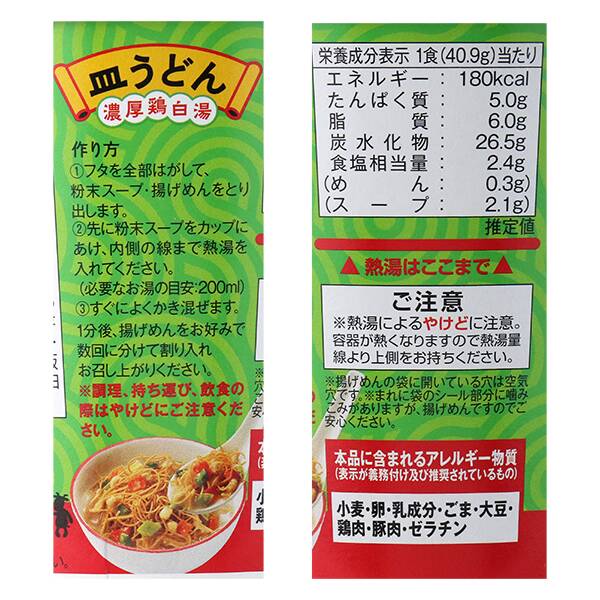 皿うどん
濃厚鶏白湯
作り方
①フタを全部はがして、
粉末スープ・揚げめんをとり
出します。
②先に粉末スープをカップに
あけ、内側の線まで熱湯を
入れてください。
(必要なお湯の目安:200ml)
③すぐによくかき混ぜます。
1分後、揚げめんをお好みで
数回に分けて割り入れ
お召し上がりください。
※調理、持ち運び、飲食の
際はやけどにご注意くだ
さい。
栄養成分表示 1食(40.9g)当たり
エネルギー: 180kcal
たんぱく質: 5.0g
脂質: 6.0g
炭水化物: 26.5g
食塩相当量: 2.4g
(めん: 0.3g)
(スープ: 2.1g)
推定値
▲熱湯はここまで▲
ご注意
※熱湯によるやけどに注意。
容器が熱くなりますので熱湯量
線より上側をお持ちください。
※揚げめんの袋に開いている穴は空気
穴です。※まれに袋のシール部分に噛み
こみがありますが、揚げめんですのでご
安心ください。
本品に含まれるアレルギー物質
(表示が義務付け及び推奨されているもの)
小麦・卵・乳成分・ごま・大豆・
鶏肉・豚肉・ゼラチン